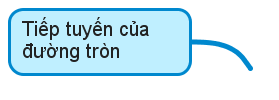 Tiếp tuyến của
đường tròn